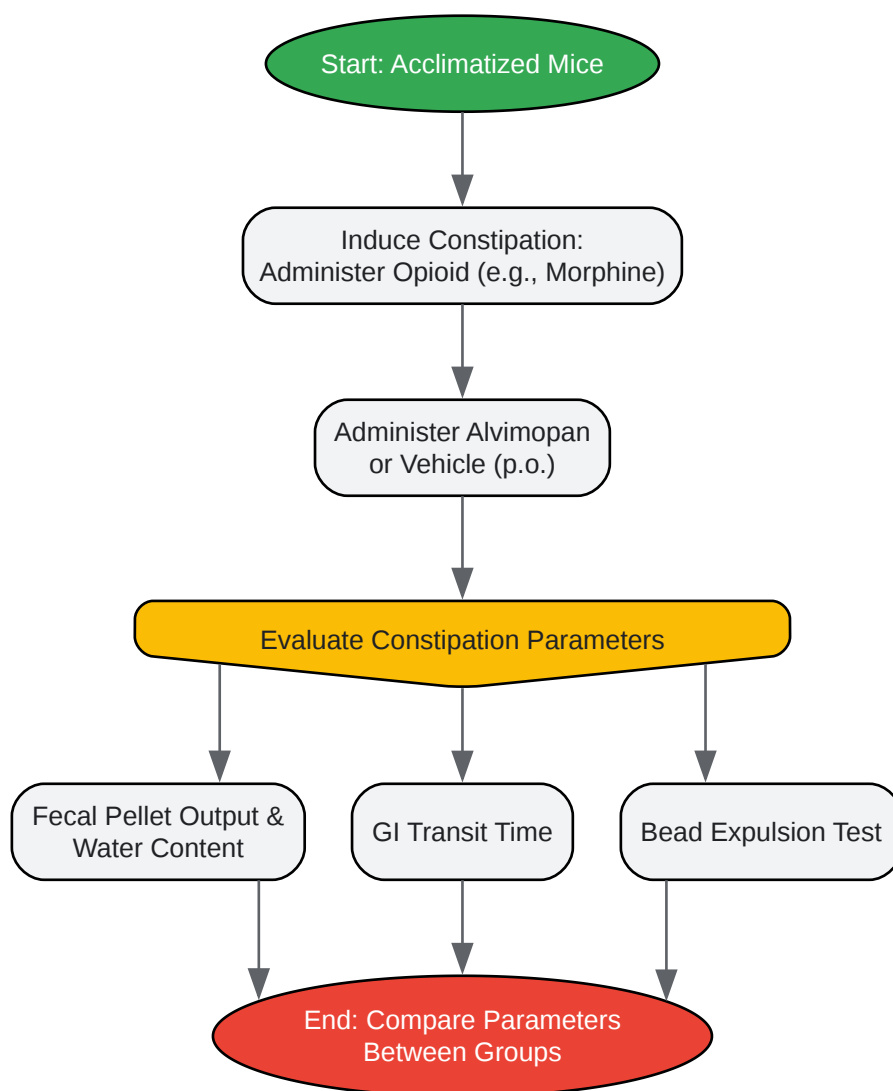 Start: Acclimatized Mice
Induce Constipation:
Administer Opioid (e.g., Morphine)
Administer Alvimopan
or Vehicle (p.o.)
Evaluate Constipation Parameters
Fecal Pellet Output &
Water Content
GI Transit Time
Bead Expulsion Test
End: Compare Parameters
Between Groups